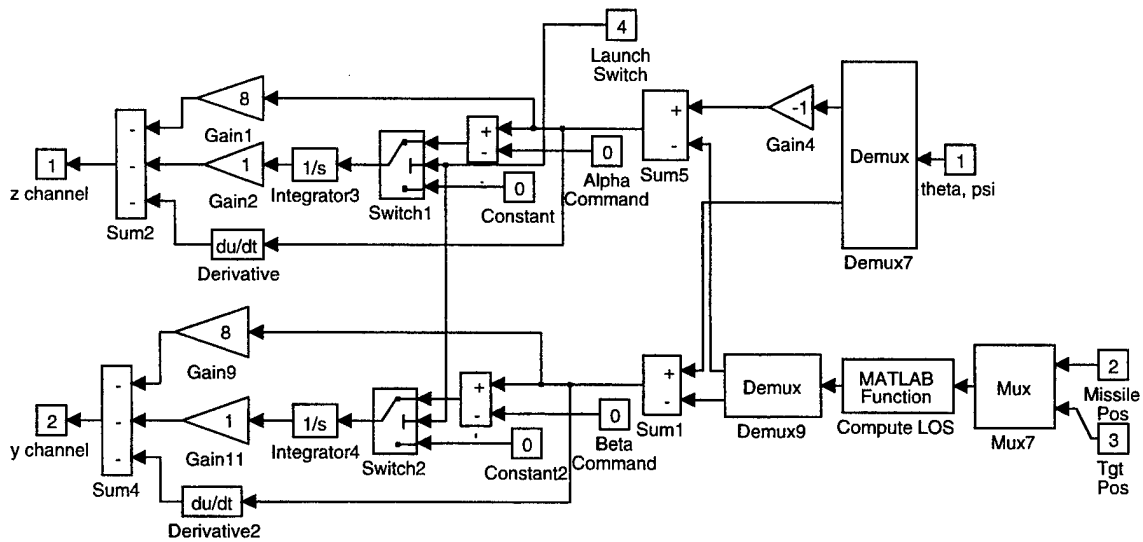 4
Launch
Switch
8
Gain1
+
-
-1
Gain4
Demux
1
theta, psi
Demux7
-
-
-
1
z channel
Sum2
1
Gain2
1/s
Integrator3
Switch1
+
-
0
Alpha
Command
0
Constant
Sum5
du/dt
Derivative
8
Gain9
-
-
-
2
y channel
Sum4
1
Gain11
1/s
Integrator4
Switch2
+
-
0
Beta
Command
0
Constant2
+
-
Sum1
Demux
Demux9
MATLAB
Function
Compute LOS
Mux
Mux7
2
Missile
Pos
3
Tgt
Pos
du/dt
Derivative2